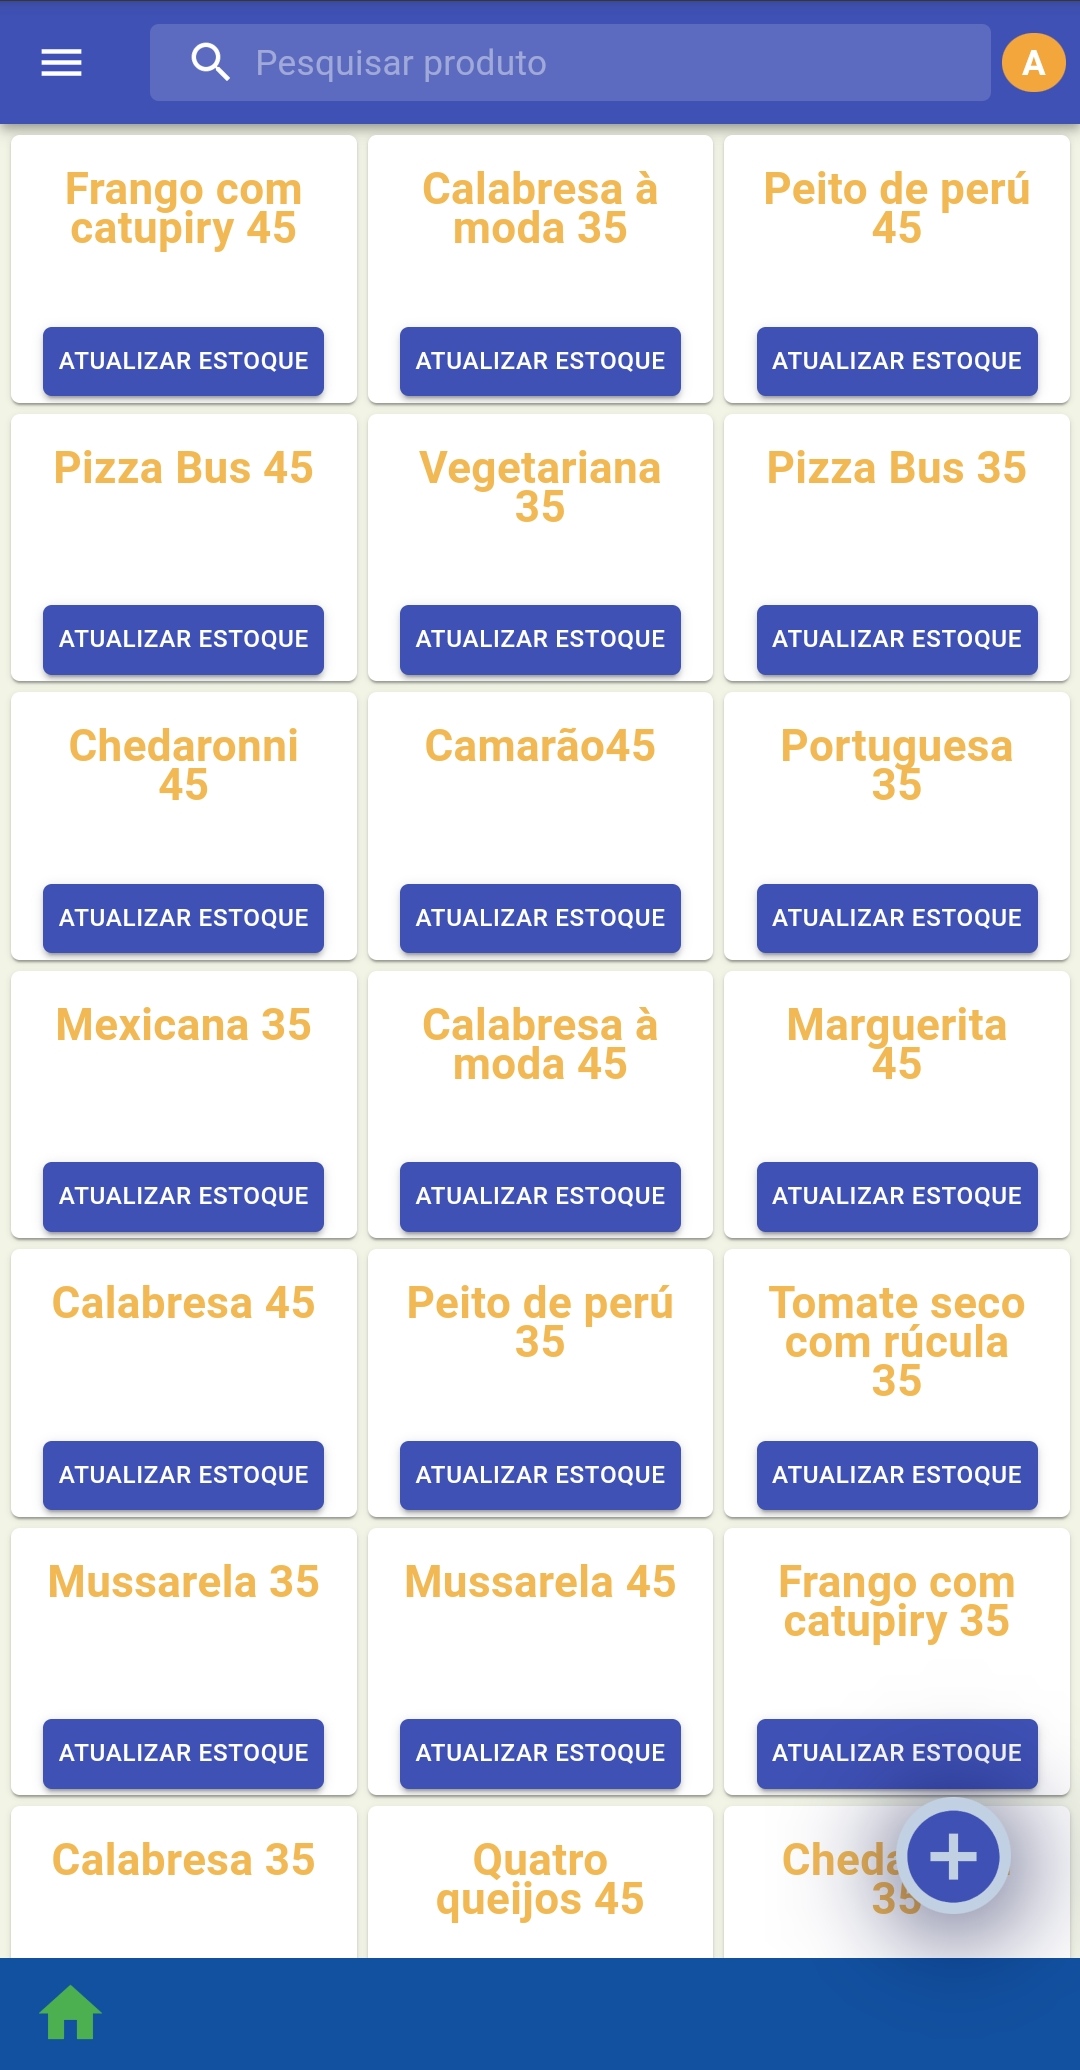 Pesquisar produto
A
Frango com
catupiry 45
ATUALIZAR ESTOQUE
Calabresa à
moda 35
ATUALIZAR ESTOQUE
Peito de perú
45
ATUALIZAR ESTOQUE
Pizza Bus 45
ATUALIZAR ESTOQUE
Vegetariana
35
ATUALIZAR ESTOQUE
Pizza Bus 35
ATUALIZAR ESTOQUE
Chedaronni
45
ATUALIZAR ESTOQUE
Camarão45
ATUALIZAR ESTOQUE
Portuguesa
35
ATUALIZAR ESTOQUE
Mexicana 35
ATUALIZAR ESTOQUE
Calabresa à
moda 45
ATUALIZAR ESTOQUE
Marguerita
45
ATUALIZAR ESTOQUE
Calabresa 45
ATUALIZAR ESTOQUE
Peito de perú
35
ATUALIZAR ESTOQUE
Tomate seco
com rúcula
35
ATUALIZAR ESTOQUE
Mussarela 35
ATUALIZAR ESTOQUE
Mussarela 45
ATUALIZAR ESTOQUE
Frango com
catupiry 35
ATUALIZAR ESTOQUE
Calabresa 35
Quatro
queijos 45
35